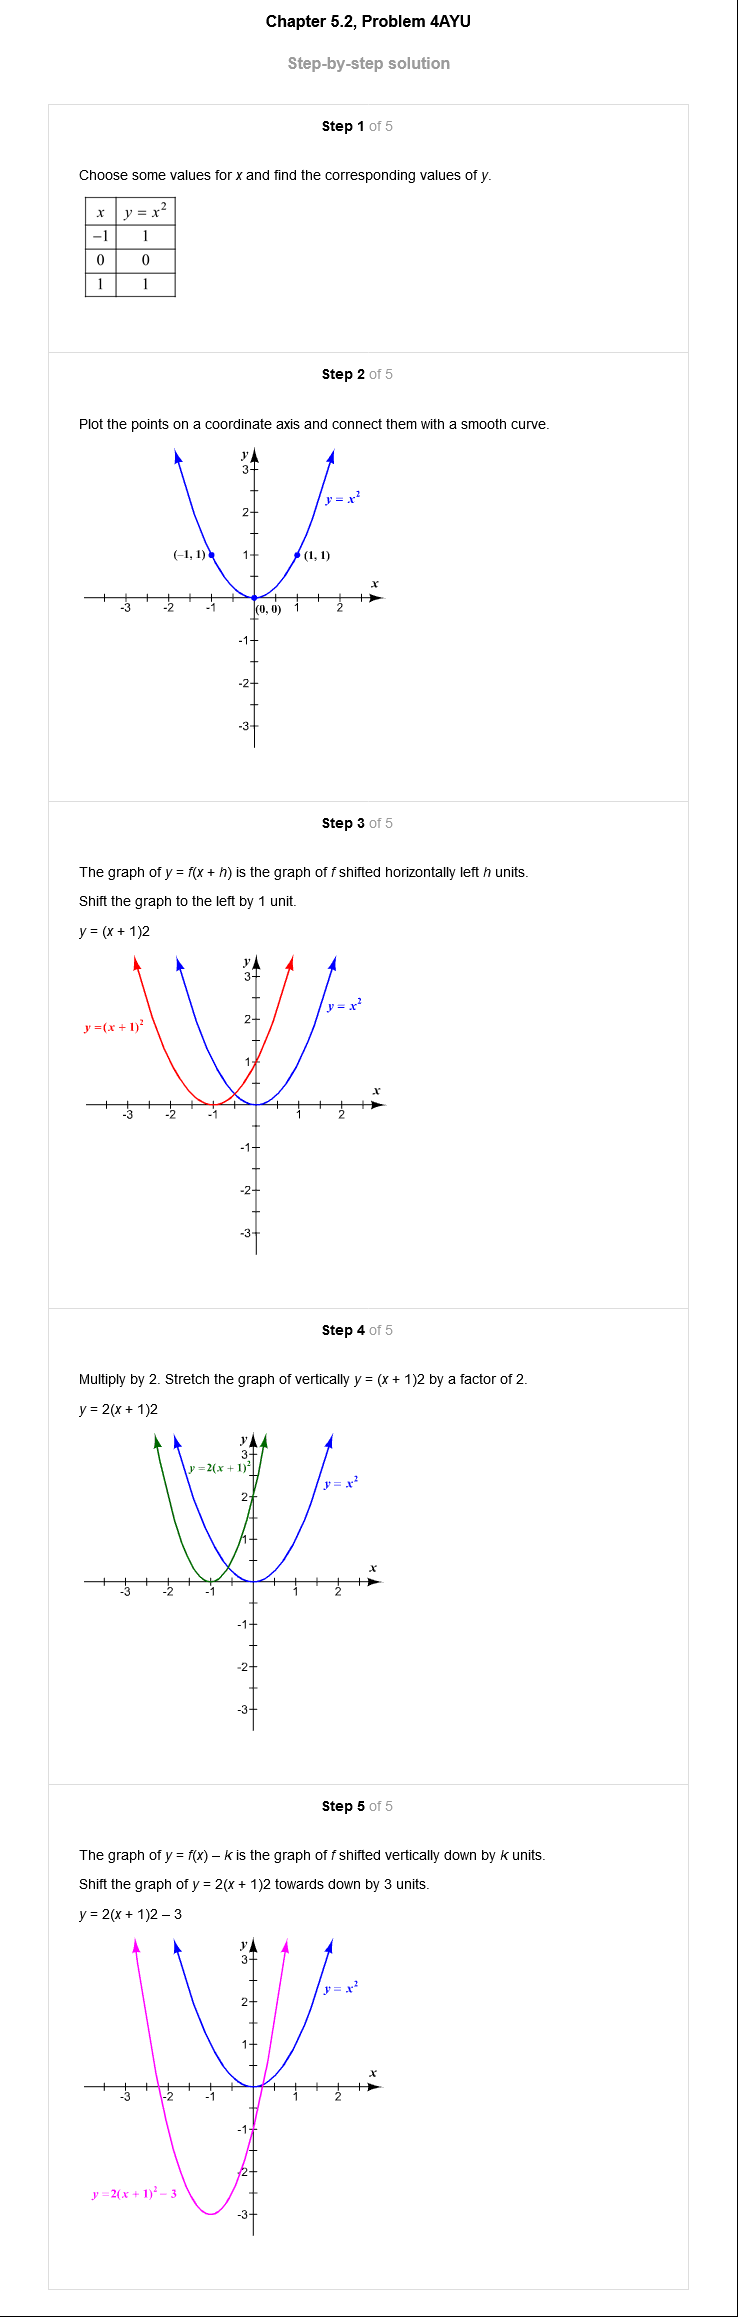 Chapter 5.2, Problem 4AYU
Step-by-step solution
Step 1 of 5
Choose some values for x and find the corresponding values of y.
x y = x²
−1 1
0 0
1 1
Step 2 of 5
Plot the points on a coordinate axis and connect them with a smooth curve.
y
3
y = x²
2
(−1, 1) 1 (1, 1)
x
-3 -2 -1 (0, 0) 1 2
-1
-2
-3
Step 3 of 5
The graph of y = f(x + h) is the graph of f shifted horizontally left h units.
Shift the graph to the left by 1 unit.
y = (x + 1)2
y
3
y = x²
2
y =(x + 1)²
1
x
-3 -2 -1 1 2
-1
-2
-3
Step 4 of 5
Multiply by 2. Stretch the graph of vertically y = (x + 1)2 by a factor of 2.
y = 2(x + 1)2
y
3
y =2(x + 1)²
y = x²
2
1
x
-3 -2 -1 1 2
-1
-2
-3
Step 5 of 5
The graph of y = f(x) – k is the graph of f shifted vertically down by k units.
Shift the graph of y = 2(x + 1)2 towards down by 3 units.
y = 2(x + 1)2 – 3
y
3
y = x²
2
1
x
-3 -2 -1 1 2
-1
-2
y =2(x + 1)² − 3
-3